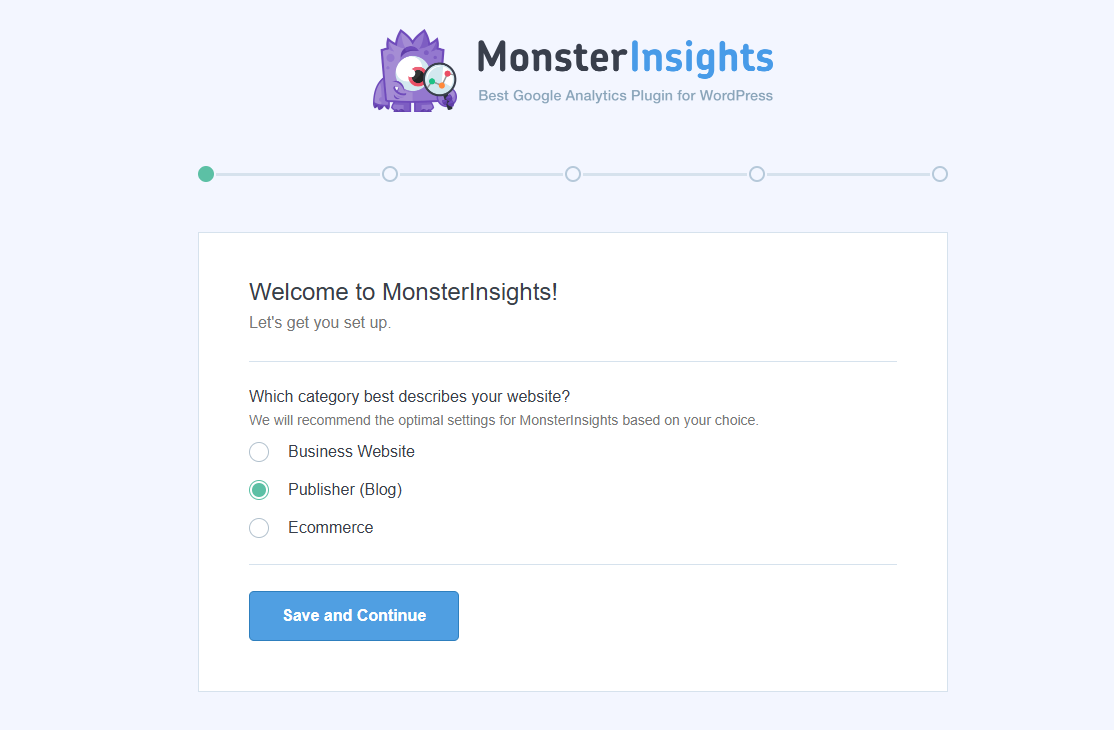 MonsterInsights
Best Google Analytics Plugin for WordPress
Welcome to MonsterInsights!
Let's get you set up.
Which category best describes your website?
We will recommend the optimal settings for MonsterInsights based on your choice.
Business Website
Publisher (Blog)
Ecommerce
Save and Continue